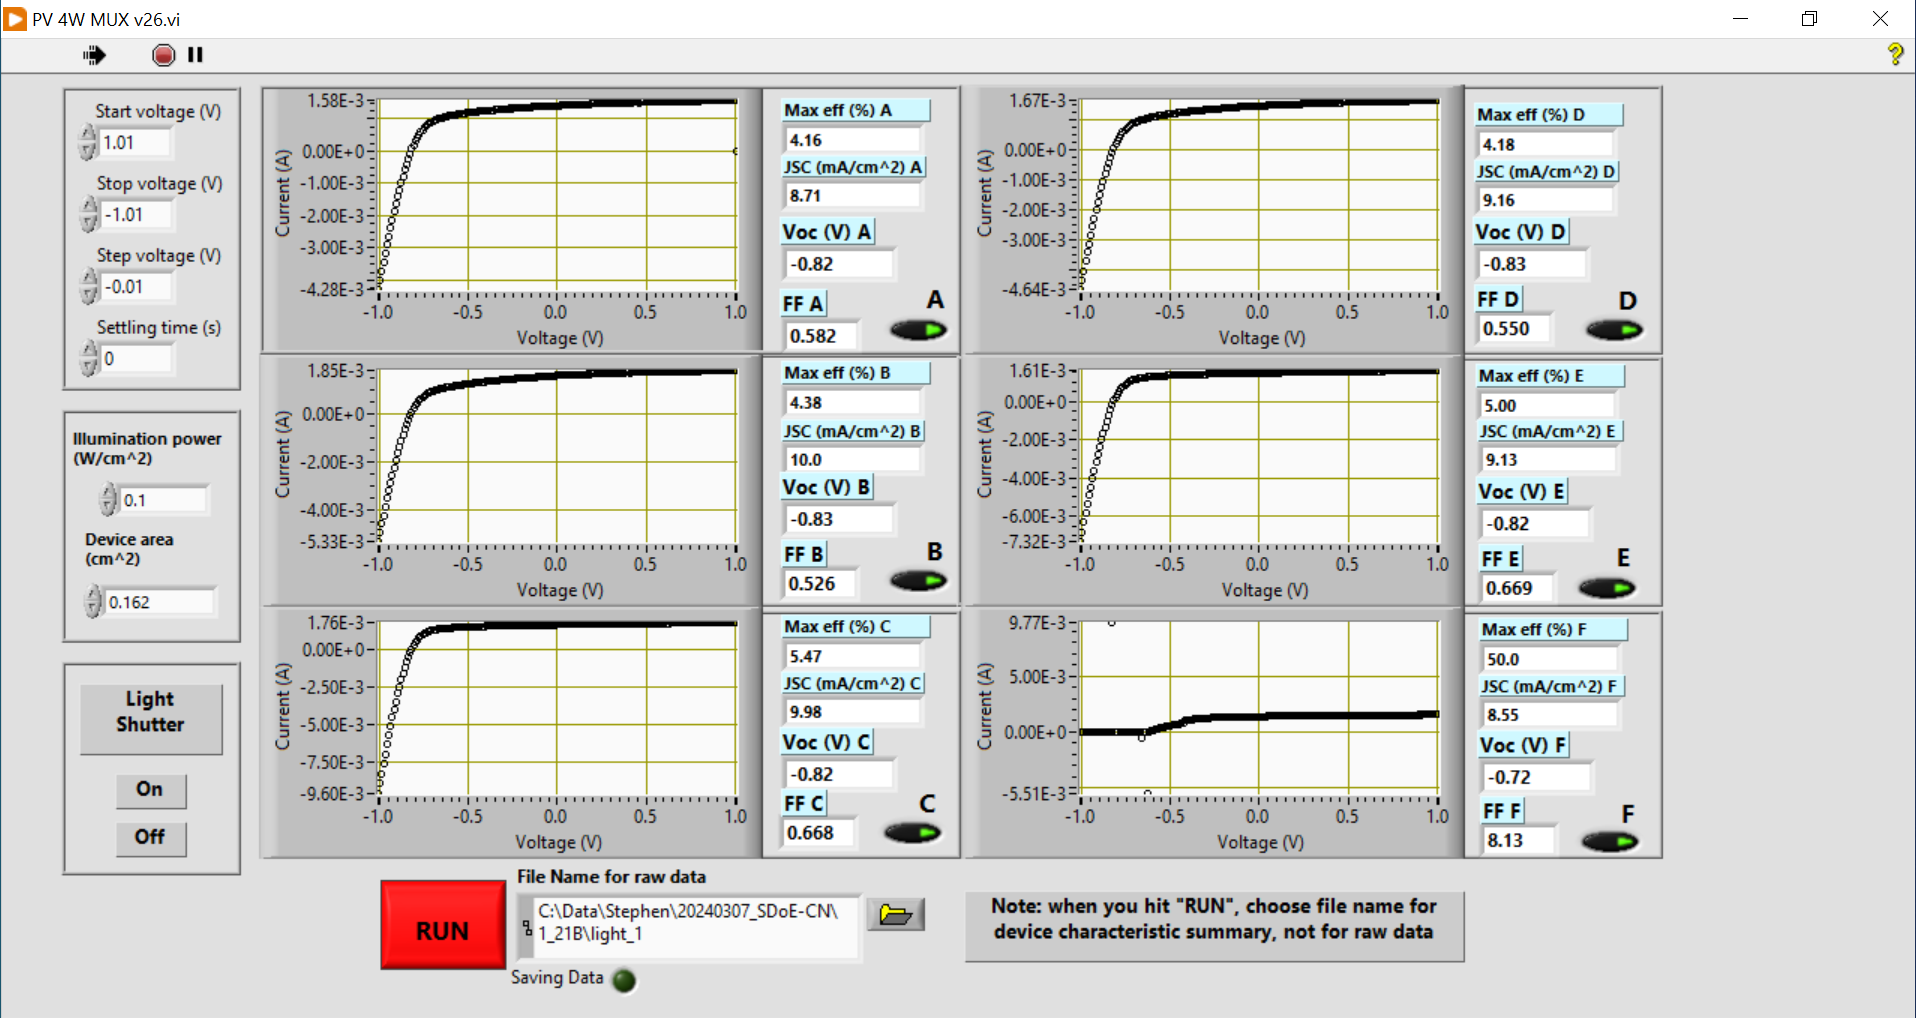 PV 4W MUX v26.vi
Start voltage (V)
1.01
Stop voltage (V)
-1.01
Step voltage (V)
-0.01
Settling time (s)
0
Illumination power
(W/cm^2)
0.1
Device area
(cm^2)
0.162
Light
Shutter
On
Off
Current (A)
1.58E-3
0.00E+0
-1.00E-3
-2.00E-3
-3.00E-3
-4.28E-3
-1.0 -0.5 0.0 0.5 1.0
Voltage (V)
Max eff (%) A
4.16
JSC (mA/cm^2) A
8.71
Voc (V) A
-0.82
FF A
0.582
A
Current (A)
1.67E-3
0.00E+0
-1.00E-3
-2.00E-3
-3.00E-3
-4.64E-3
-1.0 -0.5 0.0 0.5 1.0
Voltage (V)
Max eff (%) D
4.18
JSC (mA/cm^2) D
9.16
Voc (V) D
-0.83
FF D
0.550
D
Current (A)
1.85E-3
0.00E+0
-2.00E-3
-4.00E-3
-5.33E-3
-1.0 -0.5 0.0 0.5 1.0
Voltage (V)
Max eff (%) B
4.38
JSC (mA/cm^2) B
10.0
Voc (V) B
-0.83
FF B
0.526
B
Current (A)
1.61E-3
0.00E+0
-2.00E-3
-4.00E-3
-6.00E-3
-7.32E-3
-1.0 -0.5 0.0 0.5 1.0
Voltage (V)
Max eff (%) E
5.00
JSC (mA/cm^2) E
9.13
Voc (V) E
-0.82
FF E
0.669
E
Current (A)
1.76E-3
0.00E+0
-2.50E-3
-5.00E-3
-7.50E-3
-9.60E-3
-1.0 -0.5 0.0 0.5 1.0
Voltage (V)
Max eff (%) C
5.47
JSC (mA/cm^2) C
9.98
Voc (V) C
-0.82
FF C
0.668
C
Current (A)
9.77E-3
5.00E-3
0.00E+0
-5.51E-3
-1.0 -0.5 0.0 0.5 1.0
Voltage (V)
Max eff (%) F
50.0
JSC (mA/cm^2) F
8.55
Voc (V) F
-0.72
FF F
8.13
F
RUN
File Name for raw data
C:\Data\Stephen\20240307_SDoE-CN\
1_21B\light_1
Saving Data
Note: when you hit "RUN", choose file name for
device characteristic summary, not for raw data